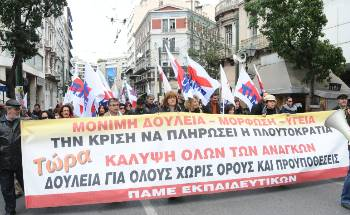 ΜΟΝΙΜΗ ΔΟΥΛΕΙΑ - ΜΟΡΦΩΣΗ - ΥΓΕΙΑ
ΤΗΝ ΚΡΙΣΗ ΝΑ ΠΛΗΡΩΣΕΙ Η ΠΛΟΥΤΟΚΡΑΤΙΑ
Τώρα ΚΑΛΥΨΗ ΟΛΩΝ ΤΩΝ ΑΝΑΓΚΩΝ
ΔΟΥΛΕΙΑ ΓΙΑ ΟΛΟΥΣ ΧΩΡΙΣ ΟΡΟΥΣ ΚΑΙ ΠΡΟΥΠΟΘΕΣΕΙΣ
ΠΑΜΕ ΕΚΠΑΙΔΕΥΤΙΚΩΝ